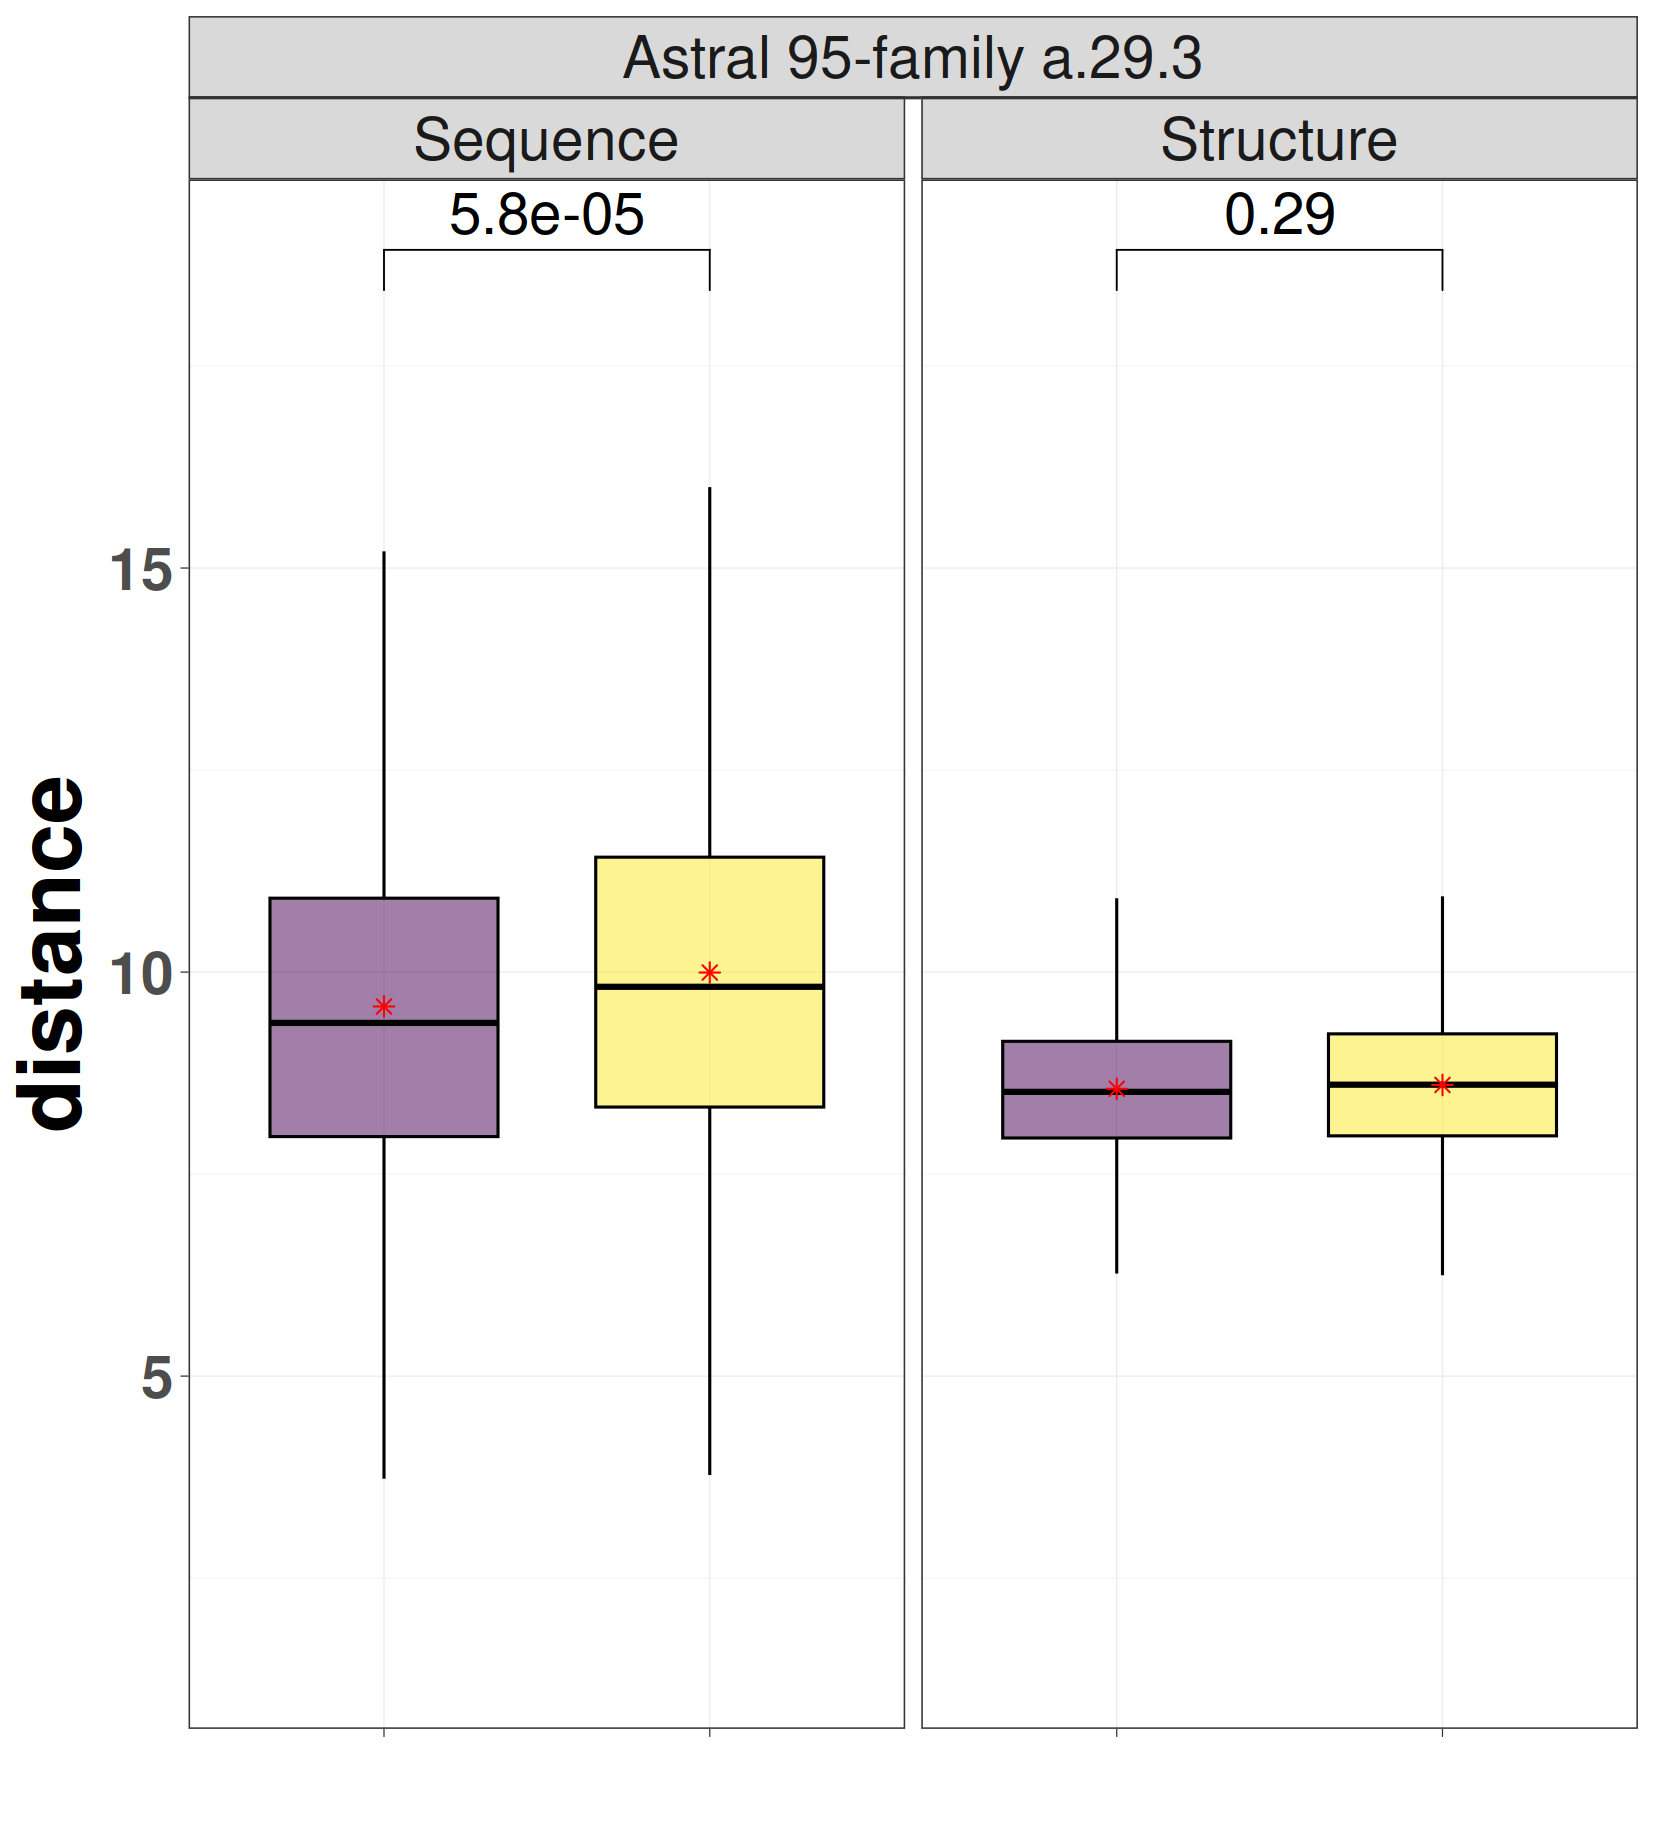 Astral 95-family a.29.3
Sequence
Structure
5.8e-05
0.29
15
10
5
distance